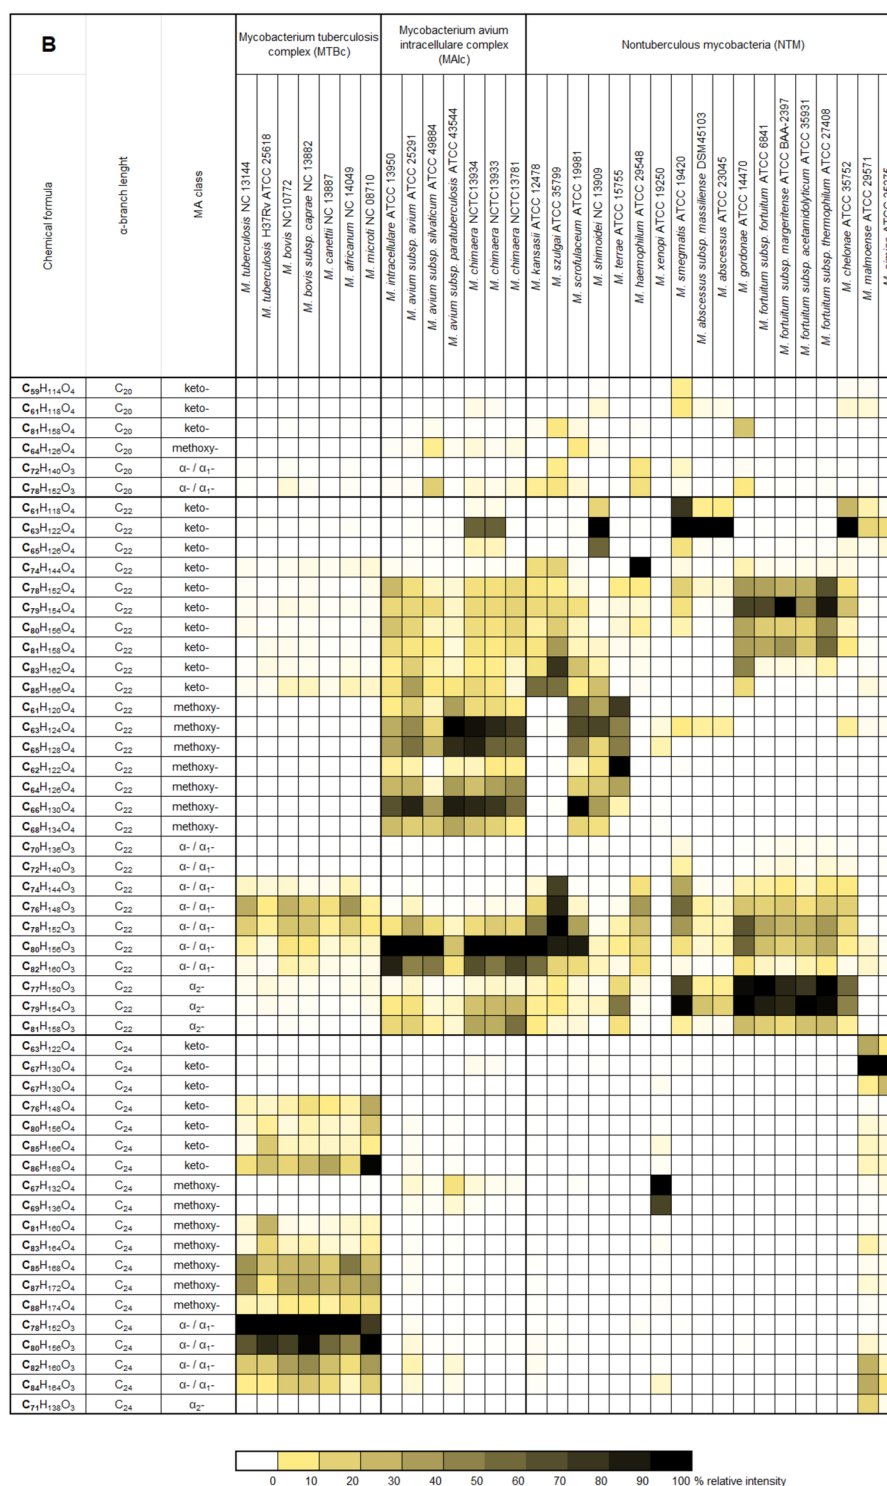 B
Mycobacterium tuberculosis complex (MTBc)
Mycobacterium avium intracellulare complex (MAIc)
Nontuberculous mycobacteria (NTM)
Chemical formula
α-branch lenght
MA class
M. tuberculosis NC 13144
M. tuberculosis H37Rv ATCC 25618
M. bovis NC10772
M. bovis subsp. caprae NC 13882
M. canettii NC 13887
M. africanum NC 14049
M. microti NC 08710
M. intracellulare ATCC 13950
M. avium subsp. avium ATCC 25291
M. avium subsp. silvaticum ATCC 49884
M. avium subsp. paratuberculosis ATCC 43544
M. chimaera NCTC13934
M. chimaera NCTC13933
M. chimaera NCTC13781
M. kansasii ATCC 12478
M. szulgai ATCC 35799
M. scrofulaceum ATCC 19981
M. shimoidei NC 13909
M. terrae ATCC 15755
M. haemophilum ATCC 29548
M. xenopi ATCC 19250
M. smegmatis ATCC 19420
M. abscessus subsp. massiliense DSM45103
M. abscessus ATCC 23045
M. gordonae ATCC 14470
M. fortuitum subsp. fortuitum ATCC 6841
M. fortuitum subsp. margeritense ATCC BAA-2397
M. fortuitum subsp. acetamidolyticum ATCC 35931
M. fortuitum subsp. thermophilum ATCC 27408
M. chelonae ATCC 35752
M. malmoense ATCC 29571
C₅₉H₁₁₄O₄ C₂₀ keto-
C₆₁H₁₁₈O₄ C₂₀ keto-
C₈₁H₁₅₈O₄ C₂₀ keto-
C₆₄H₁₂₆O₄ C₂₀ methoxy-
C₇₂H₁₄₀O₃ C₂₀ α- / α₁-
C₇₈H₁₅₂O₃ C₂₀ α- / α₁-
C₆₁H₁₁₈O₄ C₂₂ keto-
C₆₃H₁₂₂O₄ C₂₂ keto-
C₆₅H₁₂₆O₄ C₂₂ keto-
C₇₄H₁₄₄O₄ C₂₂ keto-
C₇₈H₁₅₂O₄ C₂₂ keto-
C₇₉H₁₅₄O₄ C₂₂ keto-
C₈₀H₁₅₆O₄ C₂₂ keto-
C₈₁H₁₅₈O₄ C₂₂ keto-
C₈₃H₁₆₂O₄ C₂₂ keto-
C₈₅H₁₆₆O₄ C₂₂ keto-
C₆₁H₁₂₀O₄ C₂₂ methoxy-
C₆₃H₁₂₄O₄ C₂₂ methoxy-
C₆₅H₁₂₈O₄ C₂₂ methoxy-
C₆₂H₁₂₂O₄ C₂₂ methoxy-
C₆₄H₁₂₆O₄ C₂₂ methoxy-
C₆₆H₁₃₀O₄ C₂₂ methoxy-
C₆₈H₁₃₄O₄ C₂₂ methoxy-
C₇₀H₁₃₆O₃ C₂₂ α- / α₁-
C₇₂H₁₄₀O₃ C₂₂ α- / α₁-
C₇₄H₁₄₄O₃ C₂₂ α- / α₁-
C₇₆H₁₄₈O₃ C₂₂ α- / α₁-
C₇₈H₁₅₂O₃ C₂₂ α- / α₁-
C₈₀H₁₅₆O₃ C₂₂ α- / α₁-
C₈₂H₁₆₀O₃ C₂₂ α- / α₁-
C₇₇H₁₅₀O₃ C₂₂ α₂-
C₇₉H₁₅₄O₃ C₂₂ α₂-
C₈₁H₁₅₈O₃ C₂₂ α₂-
C₆₃H₁₂₂O₄ C₂₄ keto-
C₆₇H₁₃₀O₄ C₂₄ keto-
C₆₇H₁₃₀O₄ C₂₄ keto-
C₇₆H₁₄₈O₄ C₂₄ keto-
C₈₀H₁₅₆O₄ C₂₄ keto-
C₈₅H₁₆₆O₄ C₂₄ keto-
C₈₆H₁₆₈O₄ C₂₄ keto-
C₆₇H₁₃₂O₄ C₂₄ methoxy-
C₆₉H₁₃₆O₄ C₂₄ methoxy-
C₈₁H₁₆₀O₄ C₂₄ methoxy-
C₈₃H₁₆₄O₄ C₂₄ methoxy-
C₈₅H₁₆₈O₄ C₂₄ methoxy-
C₈₇H₁₇₂O₄ C₂₄ methoxy-
C₈₈H₁₇₄O₄ C₂₄ methoxy-
C₇₈H₁₅₂O₃ C₂₄ α- / α₁-
C₈₀H₁₅₆O₃ C₂₄ α- / α₁-
C₈₂H₁₆₀O₃ C₂₄ α- / α₁-
C₈₄H₁₆₄O₃ C₂₄ α- / α₁-
C₇₁H₁₃₈O₃ C₂₄ α₂-
0 10 20 30 40 50 60 70 80 90 100 % relative intensity